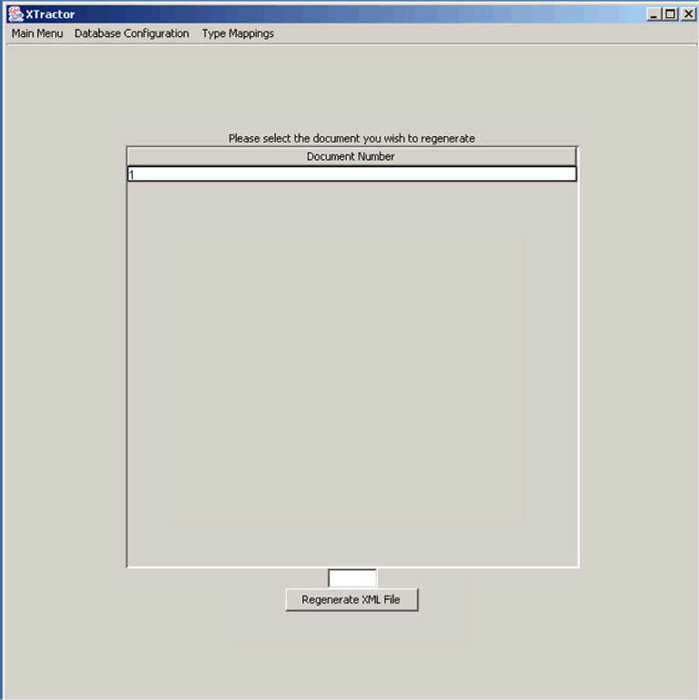 XTractor
Main Menu Database Configuration Type Mappings
Please select the document you wish to regenerate
Document Number
1
Regenerate XML File